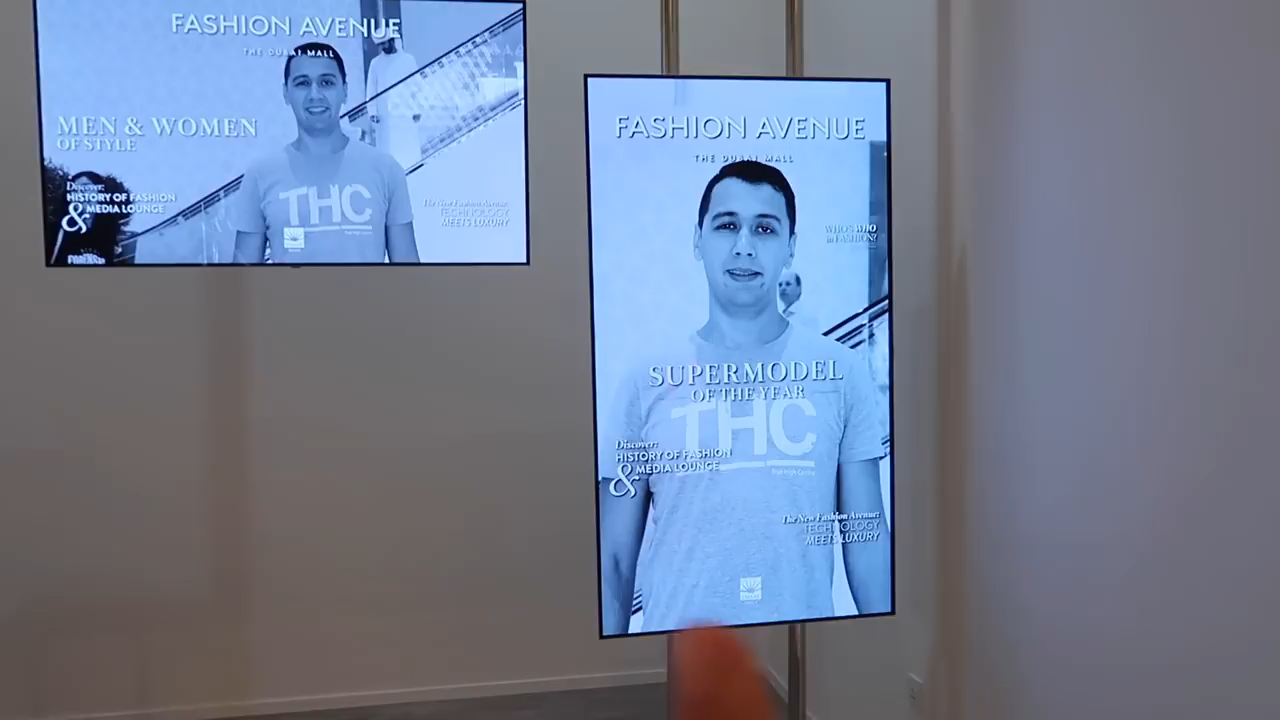 FASHION AVENUE
THE DUBAI MALL
MEN & WOMEN
OF STYLE
Discover:
HISTORY OF FASHION
& MEDIA LOUNGE
THC
The New Fashion Avenue:
TECHNOLOGY
MEETS LUXURY
FASHION AVENUE
THE DUBAI MALL
WHO'S WHO
in FASHION?
SUPERMODEL
OF THE YEAR
THC
Discover:
HISTORY OF FASHION
& MEDIA LOUNGE
The New Fashion Avenue:
TECHNOLOGY
MEETS LUXURY